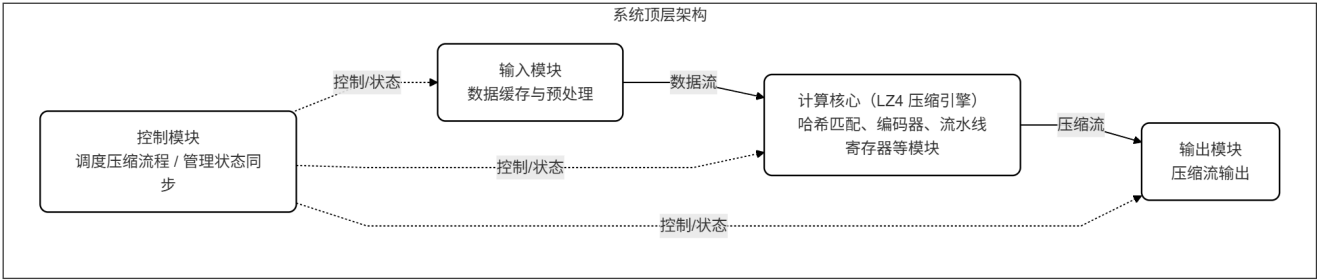 系统顶层架构
控制/状态
输入模块
数据缓存与预处理
数据流
计算核心（LZ4 压缩引擎）
哈希匹配、编码器、流水线
寄存器等模块
压缩流
控制模块
调度压缩流程 / 管理状态同
步
控制/状态
输出模块
压缩流输出
控制/状态